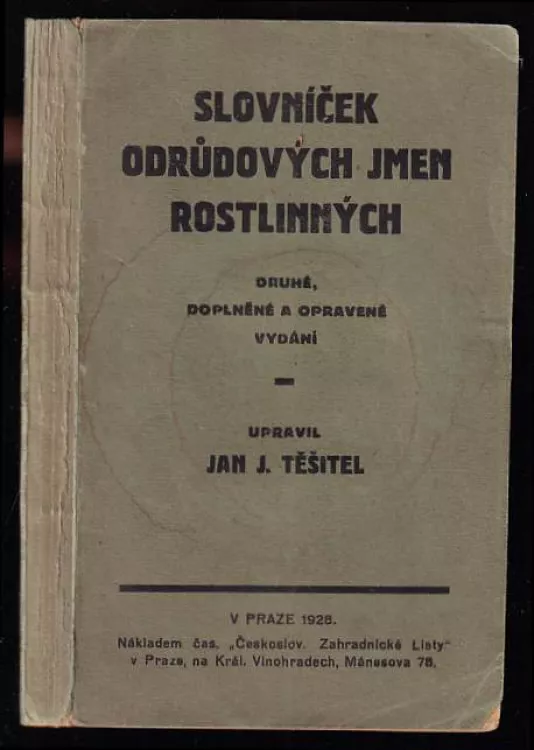 SLOVNÍČEK
ODRŮDOVÝCH JMEN
ROSTLINNÝCH
DRUHÉ,
DOPLNĚNÉ A OPRAVENÉ
VYDÁNÍ
UPRAVIL
JAN J. TĚŠITEL
V PRAZE 1928.
Nákladem čas. „Českoslov. Zahradnické Listy"
v Praze, na Král. Vinohradech, Mánesova 78.